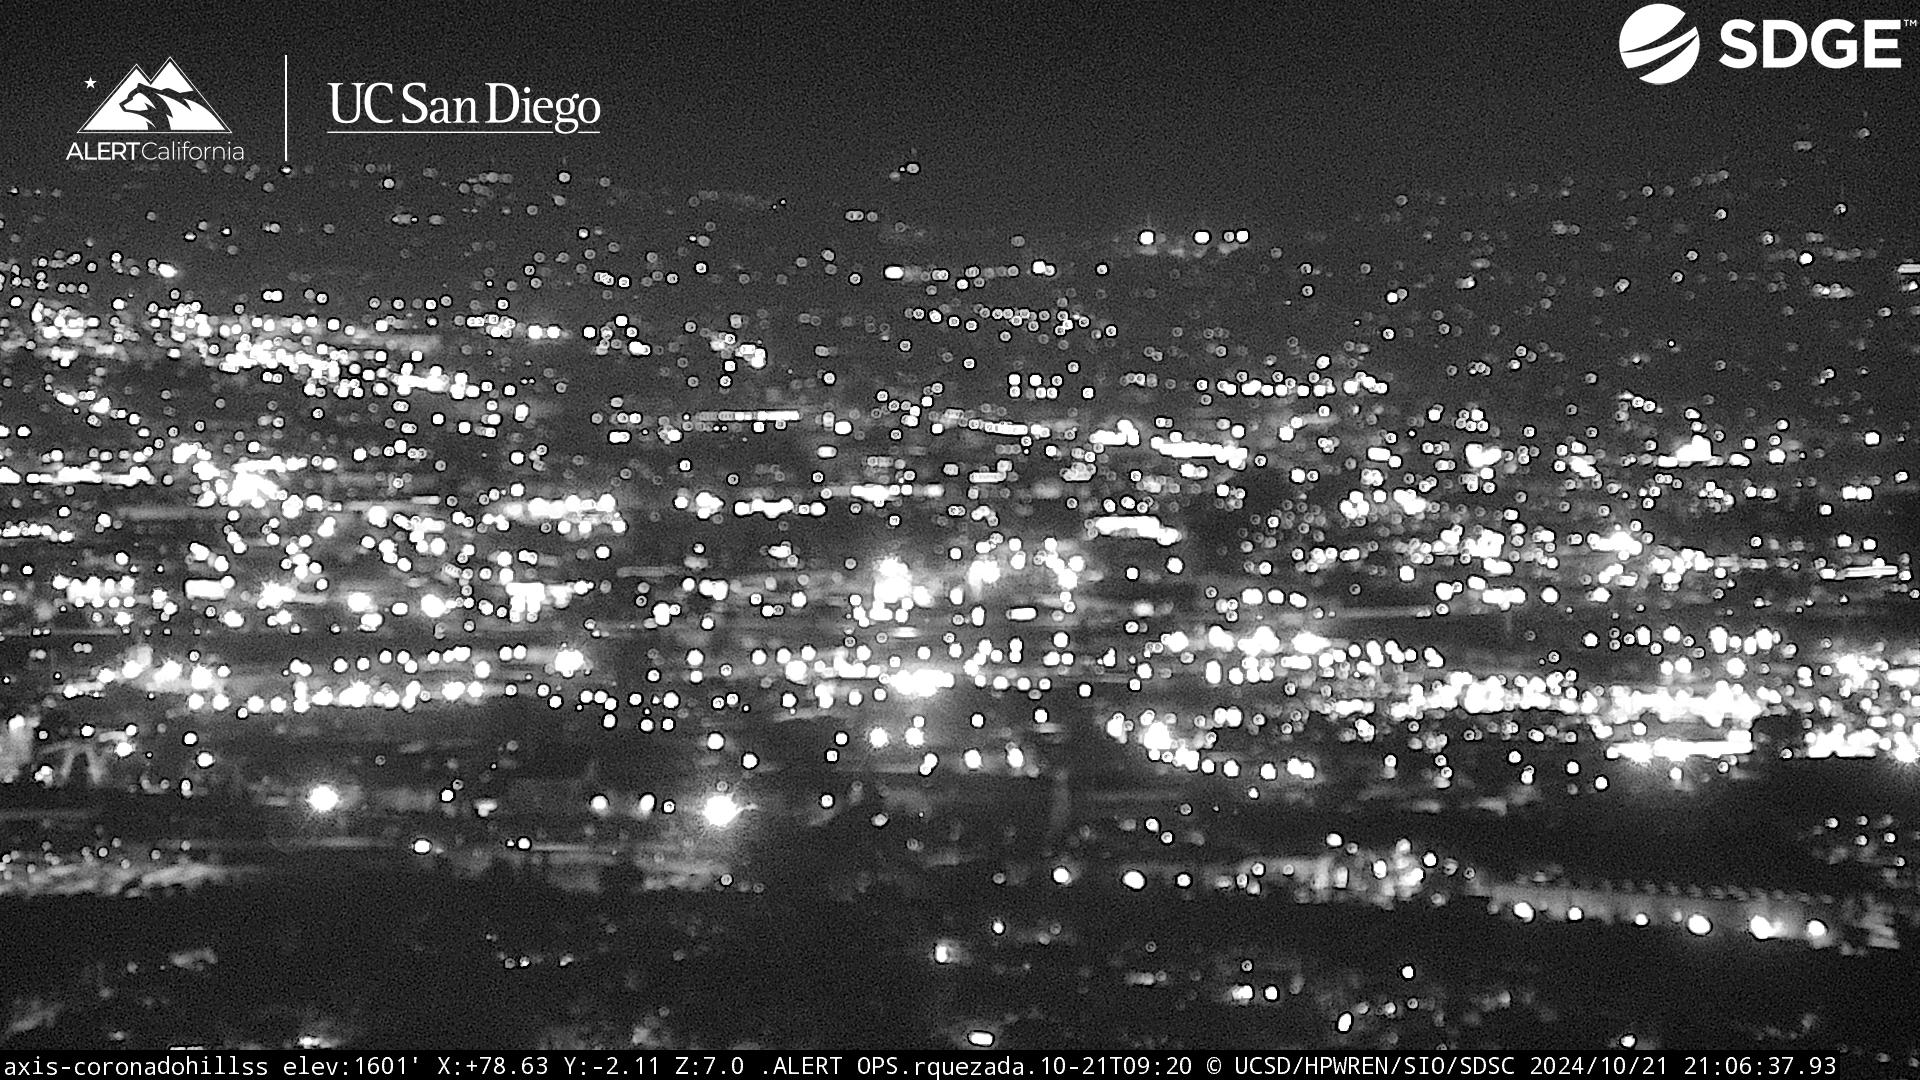 SDGE™
UC San Diego
ALERTCalifornia
axis-coronadohillss elev:1601' X:+78.63 Y:-2.11 Z:7.0 .ALERT OPS.rquezada.10-21T09:20 © UCSD/HPWREN/SIO/SDSC 2024/10/21 21:06:37.93